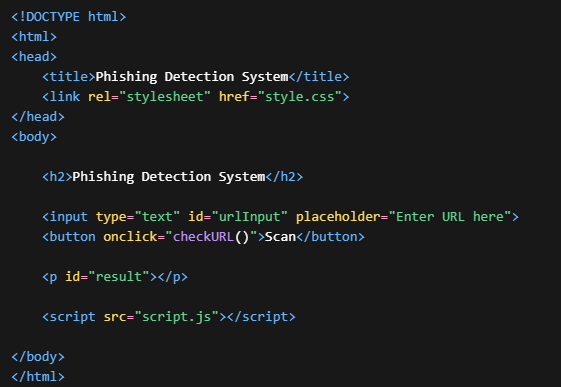 <!DOCTYPE html>
<html>
<head>
    <title>Phishing Detection System</title>
    <link rel="stylesheet" href="style.css">
</head>
<body>

    <h2>Phishing Detection System</h2>

    <input type="text" id="urlInput" placeholder="Enter URL here">
    <button onclick="checkURL()">Scan</button>

    <p id="result"></p>

    <script src="script.js"></script>

</body>
</html>